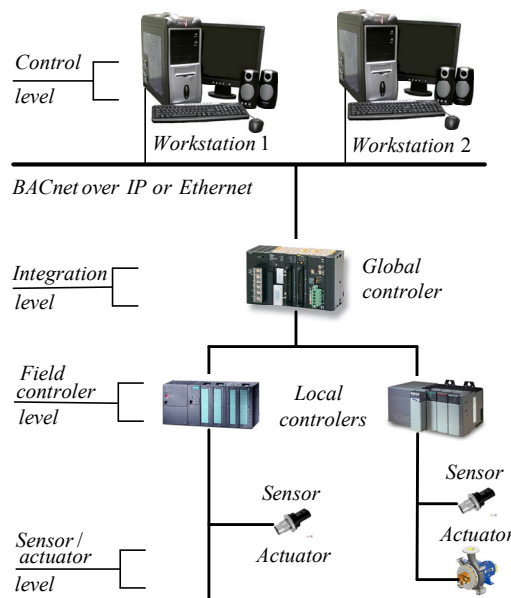 Control
level
Workstation 1
Workstation 2
BACnet over IP or Ethernet
Integration
level
Global
controler
Field
controler
level
Local
controlers
Sensor
Sensor
Actuator
Actuator
Sensor /
actuator
level